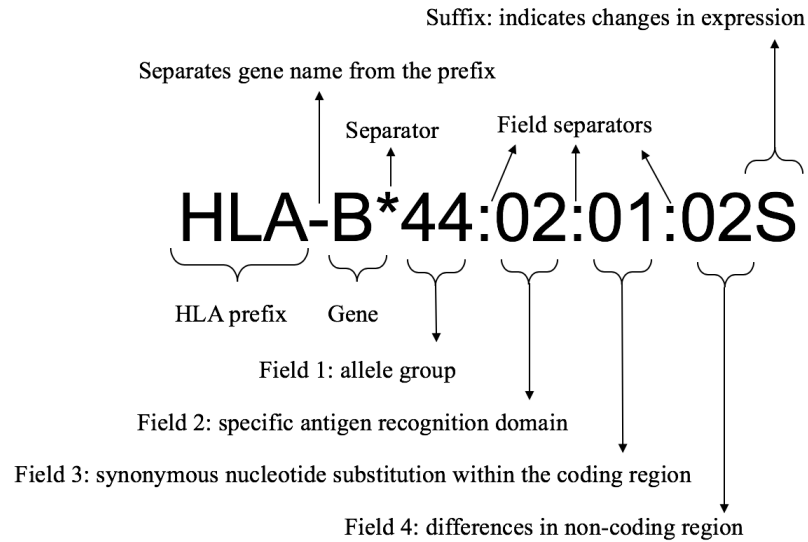 Suffix: indicates changes in expression
Separates gene name from the prefix
Separator
Field separators
HLA-B*44:02:01:02S
HLA prefix
Gene
Field 1: allele group
Field 2: specific antigen recognition domain
Field 3: synonymous nucleotide substitution within the coding region
Field 4: differences in non-coding region